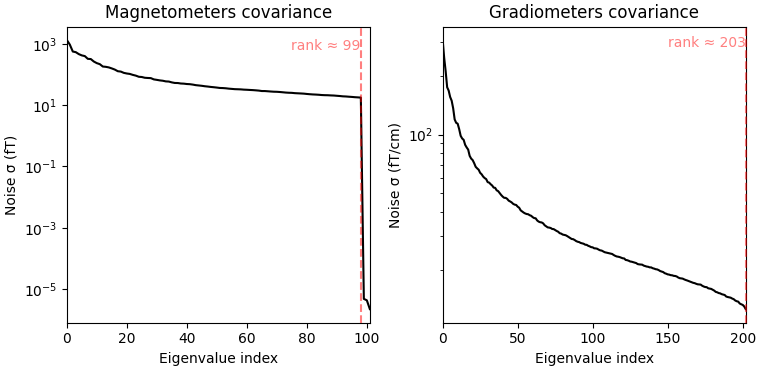 Magnetometers covariance
rank ≈ 99
Noise σ (fT)
10³
10¹
10⁻¹
10⁻³
10⁻⁵
0 20 40 60 80 100
Eigenvalue index
Gradiometers covariance
rank ≈ 203
Noise σ (fT/cm)
10²
0 50 100 150 200
Eigenvalue index